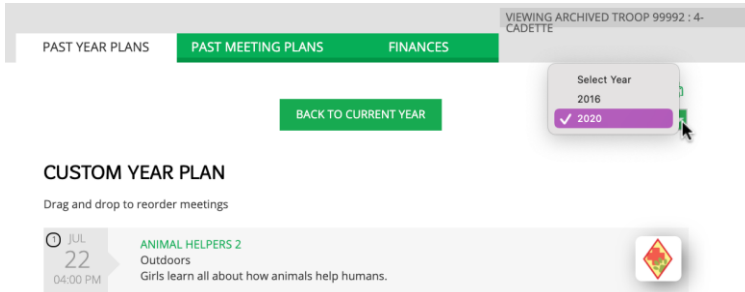 VIEWING ARCHIVED TROOP 99992 : 4-
CADETTE
PAST YEAR PLANS
PAST MEETING PLANS
FINANCES
Select Year
2016
✓ 2020
BACK TO CURRENT YEAR
CUSTOM YEAR PLAN
Drag and drop to reorder meetings
1 JUL
22
04:00 PM
ANIMAL HELPERS 2
Outdoors
Girls learn all about how animals help humans.